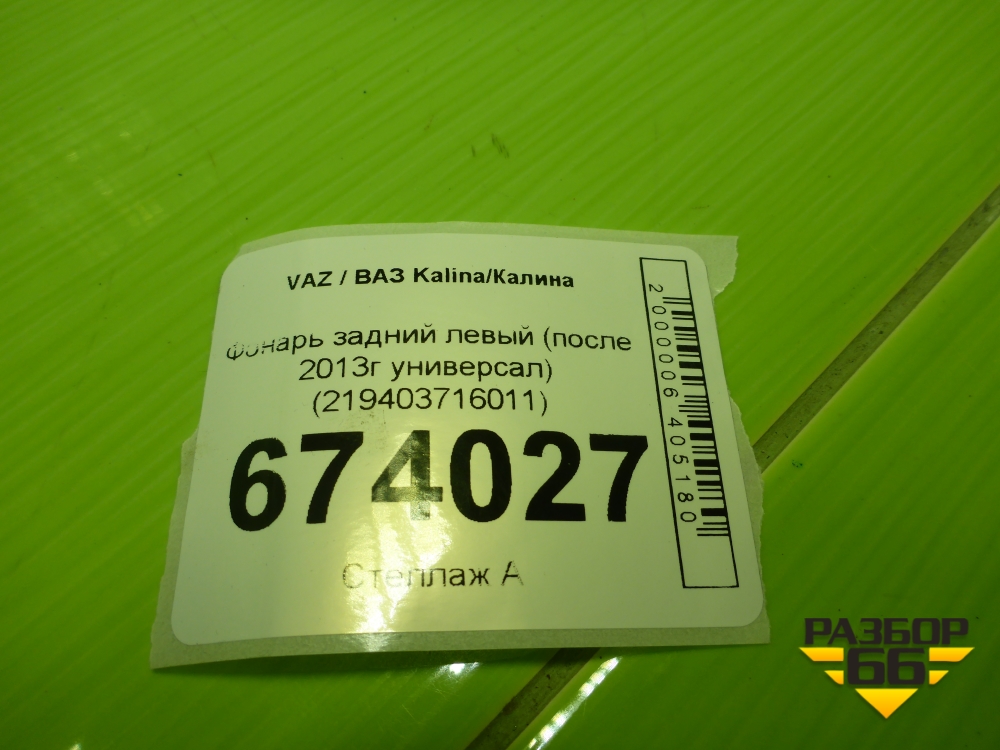 VAZ / ВАЗ Kalina/Калина
Фонарь задний левый (после
2013г универсал)
(219403716011)
674027
Стеллаж А
2000006405180
РАЗБОР
66